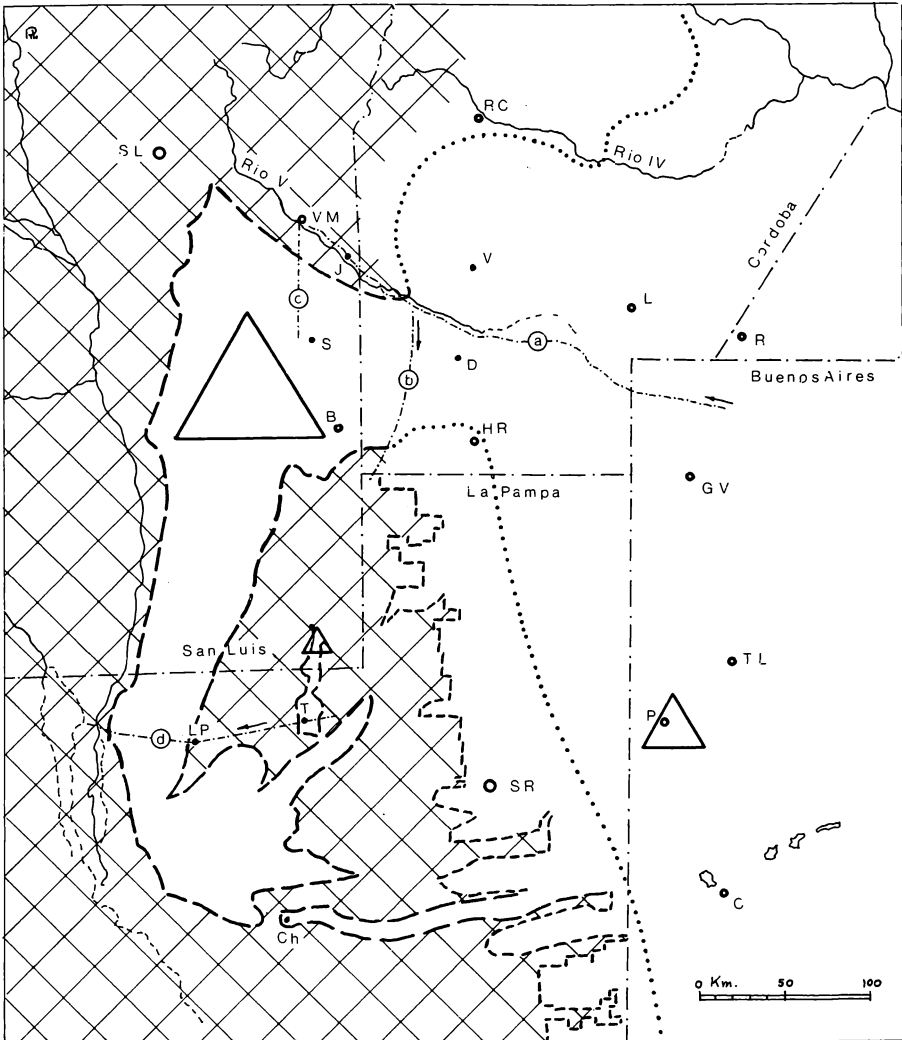 RC
SL
Rio IV
Rio V
VM
Cordoba
J
V
c
L
S
a
R
D
b
Buenos Aires
B
HR
La Pampa
GV
San Luis
TL
T
P
d
LP
SR
C
Ch
0 Km. 50 100